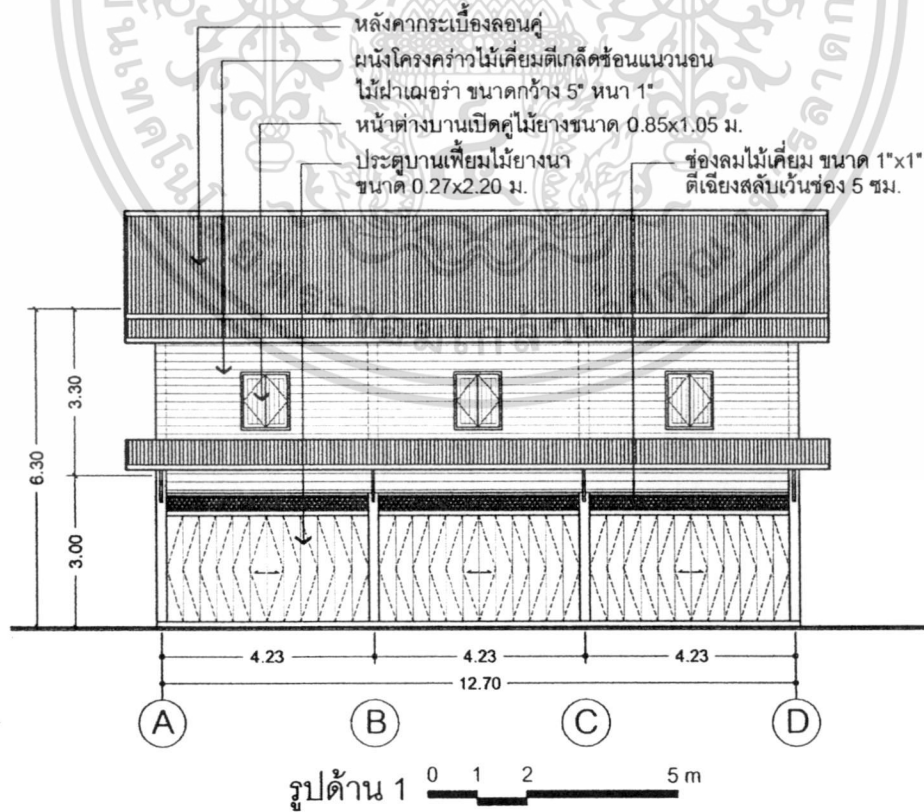 หลังคากระเบื้องลอนคู่
ผนังโครงคร่าวไม้เคี่ยมตีเกล็ดซ้อนแนวนอน
ไม้ฝาเฌอร่า ขนาดกว้าง 5" หนา 1"
หน้าต่างบานเปิดคู่ไม้ยางขนาด 0.85x1.05 ม.
ประตูบานเฟี้ยมไม้ยางนา
ขนาด 0.27x2.20 ม.
ช่องลมไม้เคี่ยม ขนาด 1"x1"
ตีเฉียงสลับเว้นช่อง 5 ซม.
3.30
6.30
3.00
4.23 4.23 4.23
12.70
A B C D
รูปด้าน 1 0 1 2 5 m